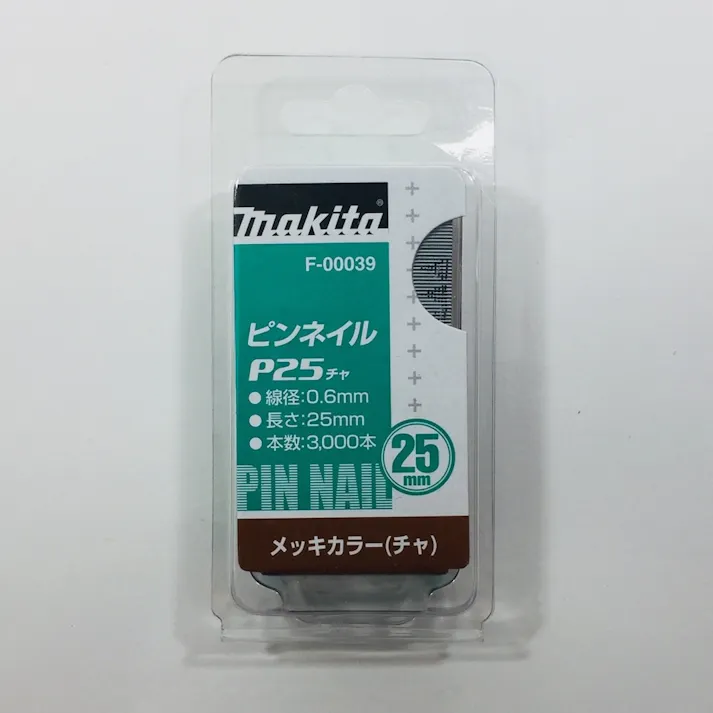 makita®
F-00039
ピンネイル
P25チャ
●線径:0.6mm
●長さ:25mm
●本数:3,000本
25
mm
PIN NAIL
メッキカラー(チャ)